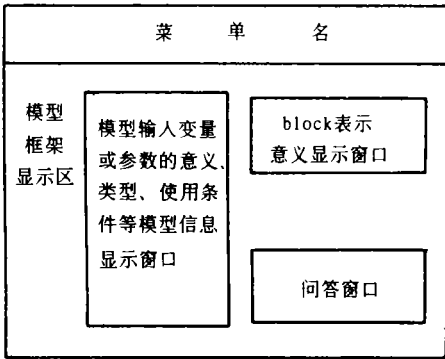 菜 单 名
模型
框架
显示区
模型输人变量
或参数的意义、
类型、使用条
件等模型信息
显示窗口
block表示
意义显示窗口
问答窗口